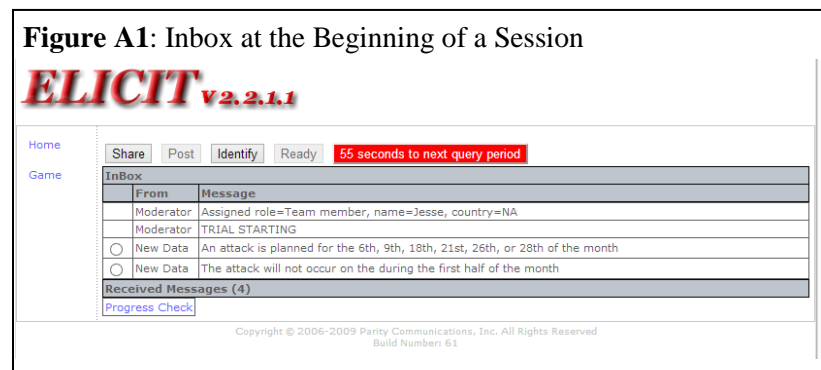 Figure A1: Inbox at the Beginning of a Session
ELICIT v2.2.1.1
Home
Share Post Identify Ready 55 seconds to next query period
Game
InBox
From Message
Moderator Assigned role=Team member, name=Jesse, country=NA
Moderator TRIAL STARTING
New Data An attack is planned for the 6th, 9th, 18th, 21st, 26th, or 28th of the month
New Data The attack will not occur on the during the first half of the month
Received Messages (4)
Progress Check
Copyright © 2006-2009 Parity Communications, Inc. All Rights Reserved
Build Number: 61